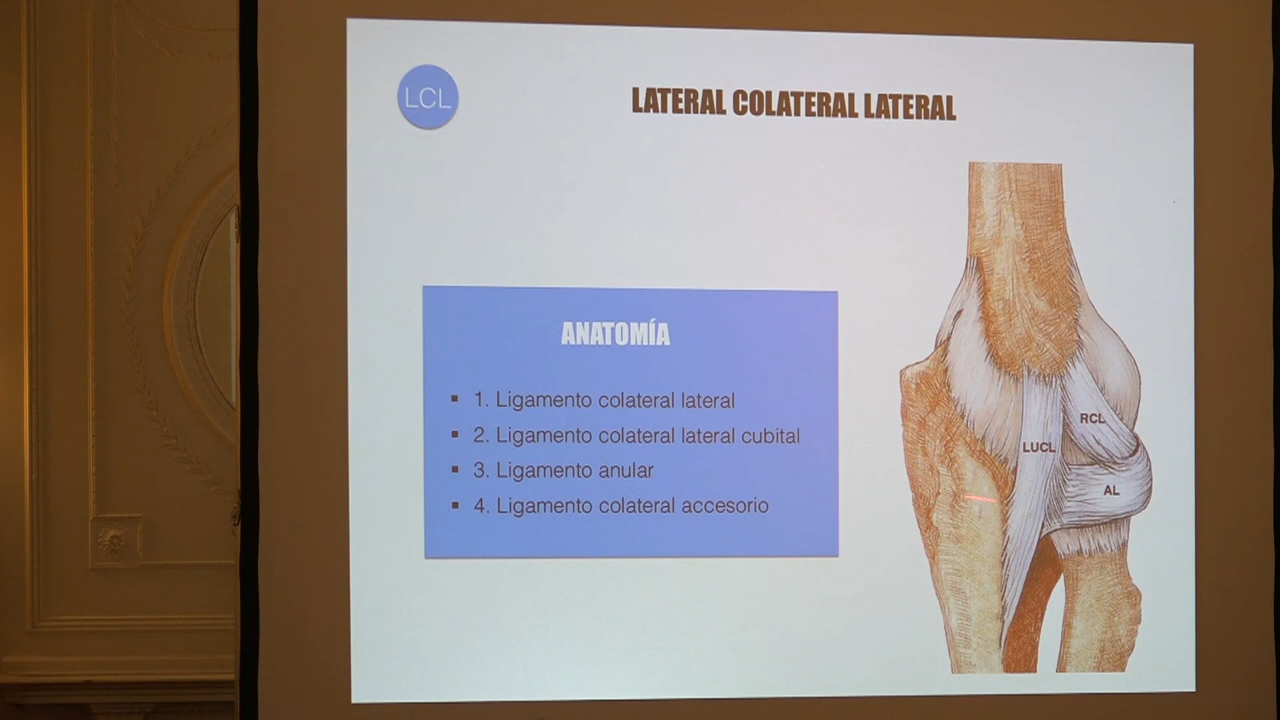 LCL
LATERAL COLATERAL LATERAL
ANATOMÍA
▪ 1. Ligamento colateral lateral
▪ 2. Ligamento colateral lateral cubital
▪ 3. Ligamento anular
▪ 4. Ligamento colateral accesorio
RCL
LUCL
AL